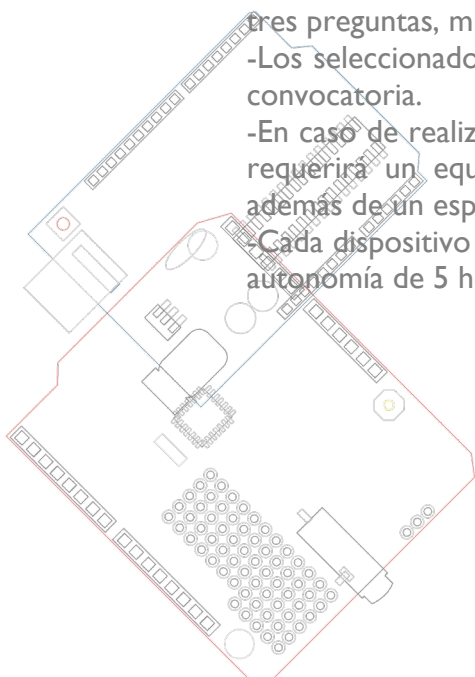 tres preguntas, m
-Los seleccionado
convocatoria.
-En caso de realiz
requerirá un equ
además de un esp
-Cada dispositivo
autonomía de 5 h